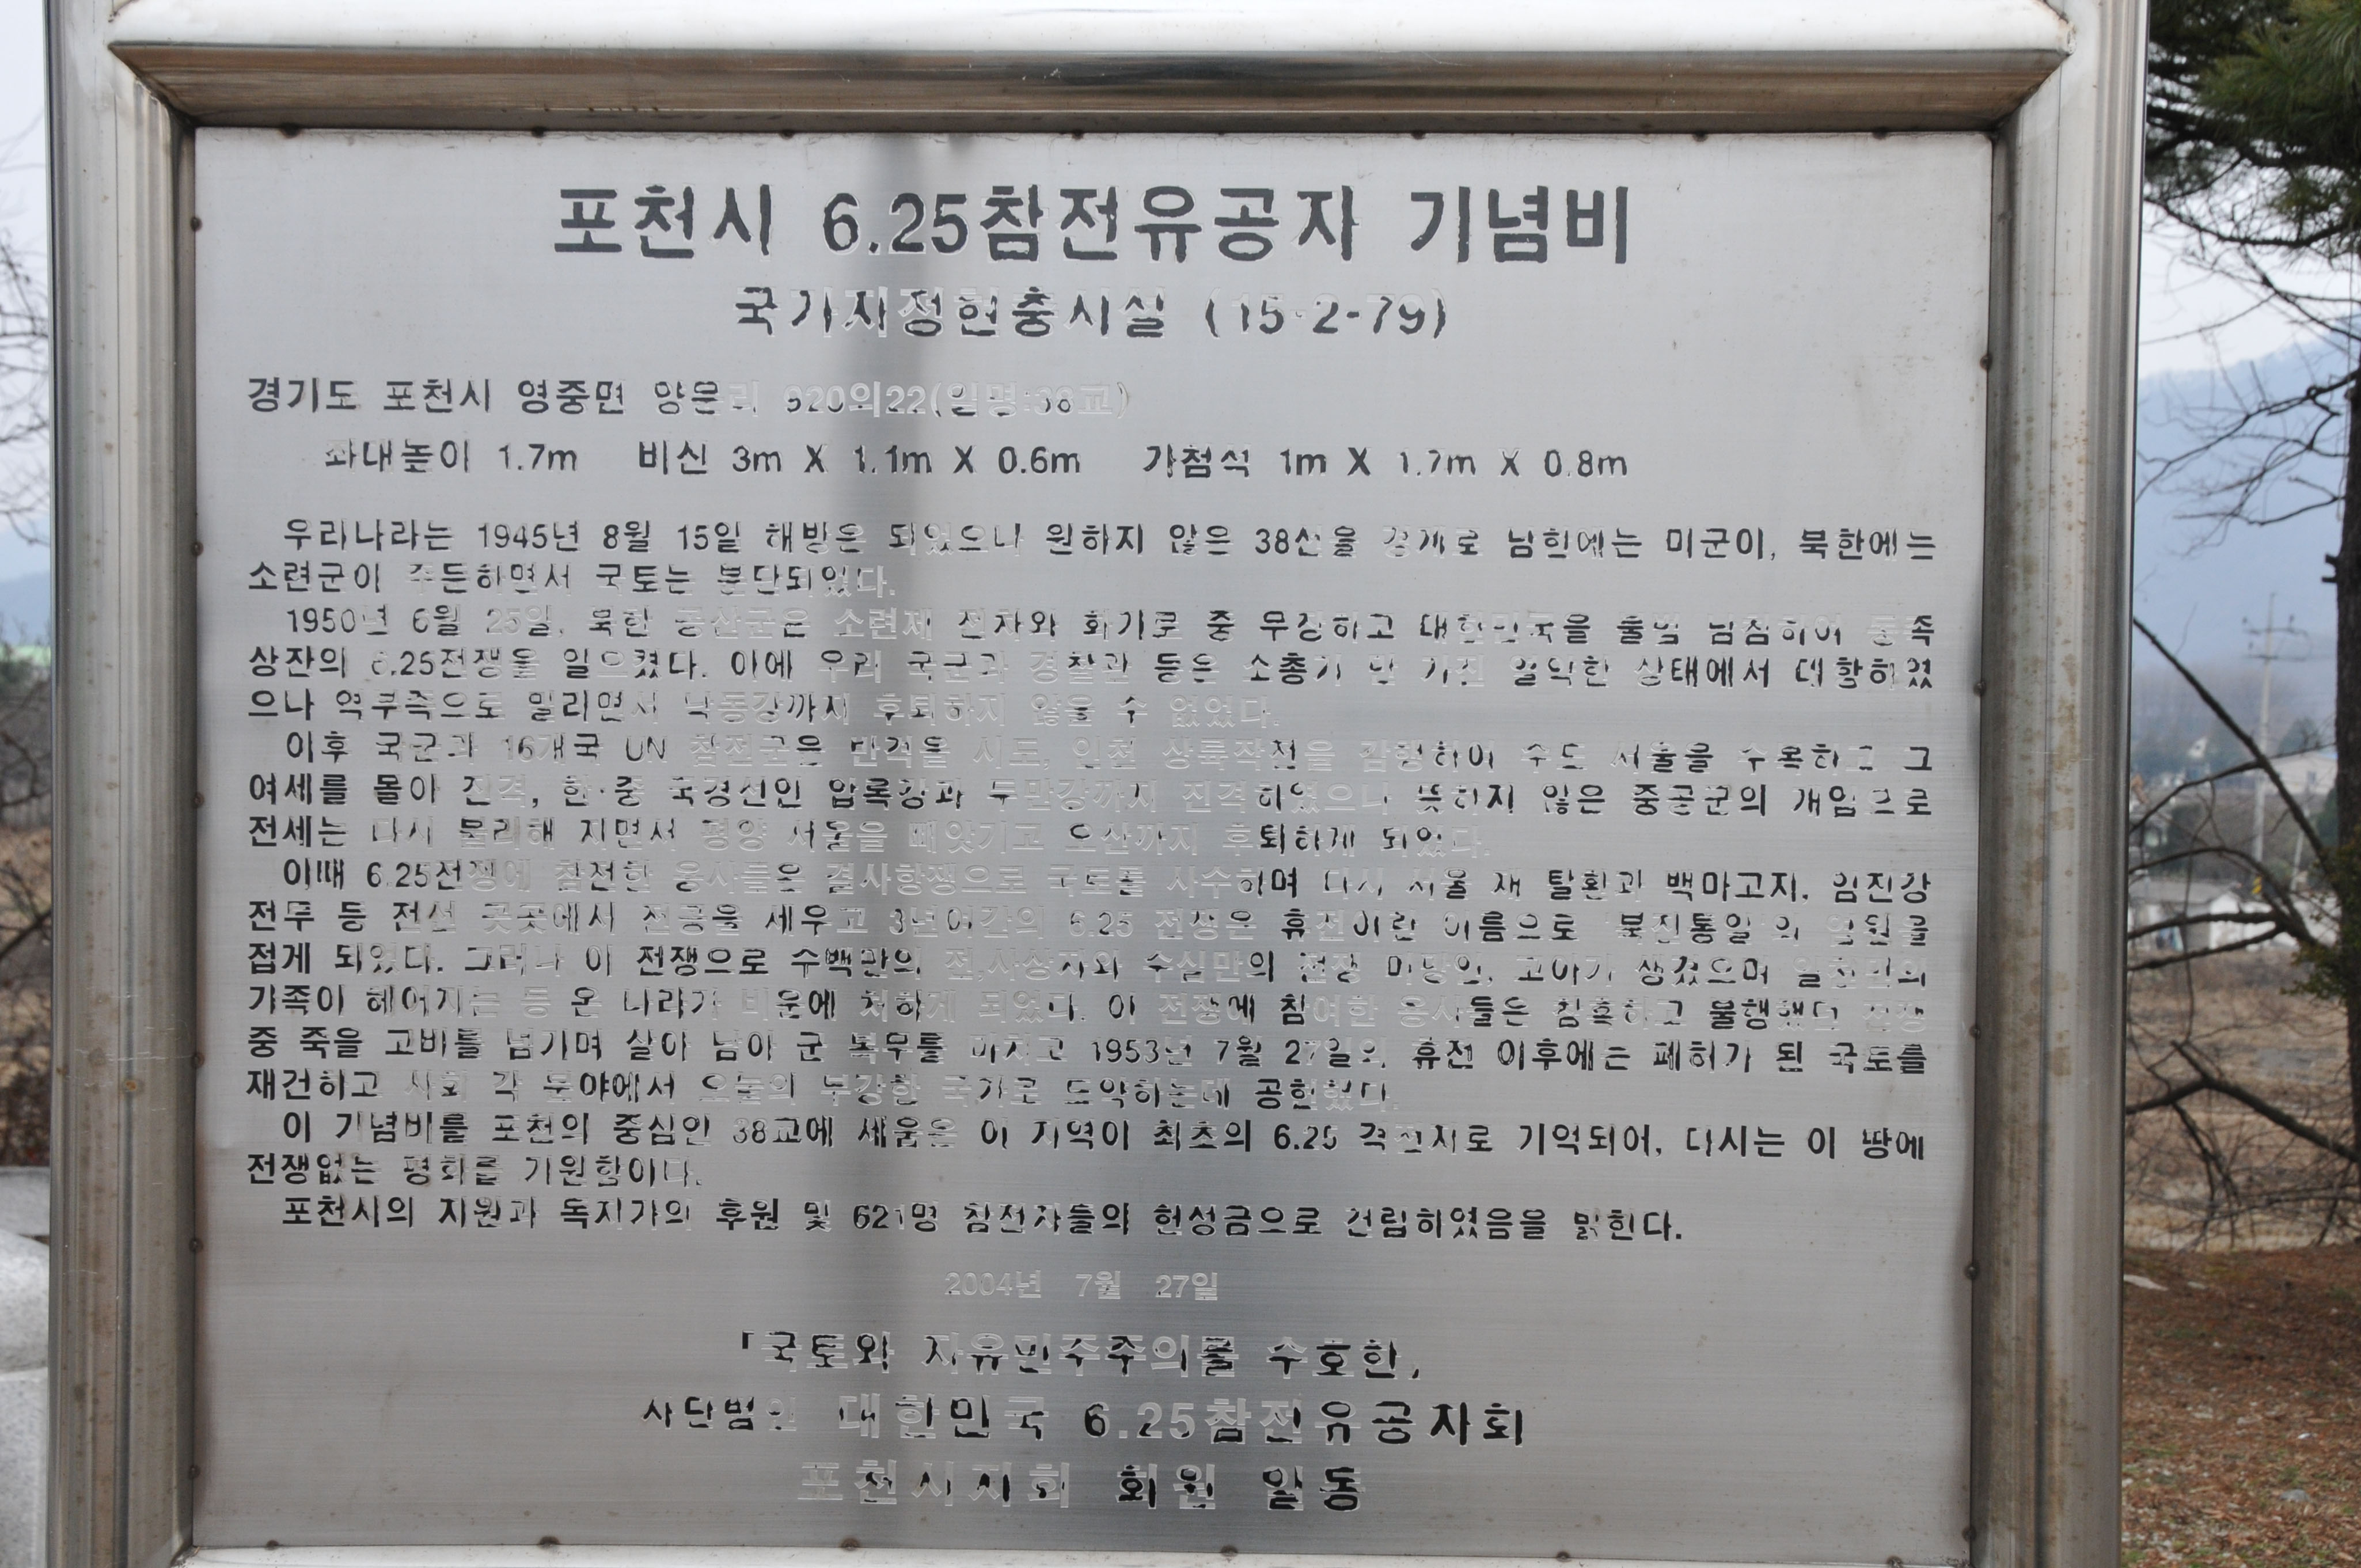 포천시 6.25참전유공자 기념비
국가지정현충시설 (15-2-79)
경기도 포천시 영중면 양문리 920의22(일명:38교)
좌대높이 1.7m 비신 3m X 1.1m X 0.6m 가첨석 1m X 1.7m X 0.8m
우리나라는 1945년 8월 15일 해방은 되었으나 원하지 않은 38선을 경계로 남한에는 미군이, 북한에는
소련군이 주둔하면서 국토는 분단되었다.
1950년 6월 25일, 북한 공산군은 소련제 전차와 화기로 중 무장하고 대한민국을 불법 남침하여 동족
상잔의 6.25전쟁을 일으켰다. 이에 우리 국군과 경찰관 등은 소총기 만 가진 열악한 상태에서 대항하였
으나 역부족으로 밀리면서 낙동강까지 후퇴하지 않을 수 없었다.
이후 국군과 16개국 UN 참전군은 반격을 시도, 인천 상륙작전을 감행하여 수도 서울을 수복하고 그
여세를 몰아 진격, 한·중 국경선인 압록강과 두만강까지 진격하였으나 뜻하지 않은 중공군의 개입으로
전세는 다시 불리해 지면서 평양 서울을 빼앗기고 오산까지 후퇴하게 되었다.
이때 6.25전쟁에 참전한 용사들은 결사항쟁으로 국토를 사수하며 다시 서울 재 탈환과 백마고지, 임진강
전투 등 전선 곳곳에서 전공을 세우고 3년여간의 6.25 전쟁은 휴전이란 이름으로 북진통일의 염원을
접게 되었다. 그러나 이 전쟁으로 수백만의 전,사상자와 수십만의 전쟁 미망인, 고아가 생겼으며 일천만의
가족이 헤어지는 등 온 나라가 비운에 처하게 되었다. 이 전쟁에 참여한 용사들은 참혹하고 불행했던 전쟁
중 죽을 고비를 넘기며 살아 남아 군 복무를 마치고 1953년 7월 27일의 휴전 이후에는 폐허가 된 국토를
재건하고 사회 각 분야에서 오늘의 부강한 국가로 도약하는데 공헌했다.
이 기념비를 포천의 중심인 38교에 세움은 이 지역이 최초의 6.25 격전지로 기억되어, 다시는 이 땅에
전쟁없는 평화를 기원함이다.
포천시의 지원과 독지가의 후원 및 621명 참전자들의 헌성금으로 건립하였음을 밝힌다.
2004년 7월 27일
「국토와 자유민주주의를 수호한」
사단법인 대한민국 6.25참전유공자회
포천시지회 회원 일동